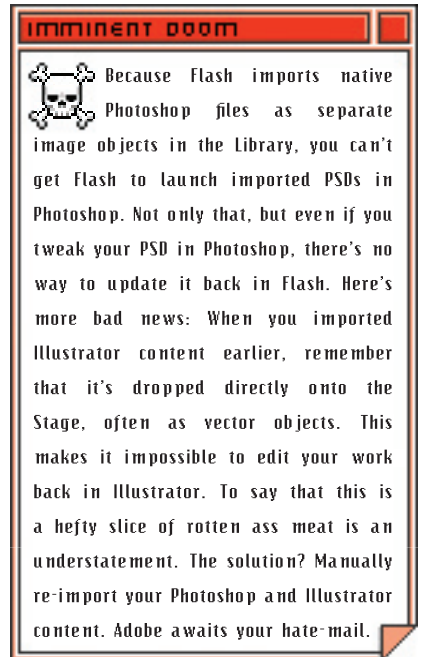 IMMINENT DOOM
Because Flash imports native
Photoshop files as separate
image objects in the Library, you can't
get Flash to launch imported PSDs in
Photoshop. Not only that, but even if you
tweak your PSD in Photoshop, there's no
way to update it back in Flash. Here's
more bad news: When you imported
Illustrator content earlier, remember
that it's dropped directly onto the
Stage, often as vector objects. This
makes it impossible to edit your work
back in Illustrator. To say that this is
a hefty slice of rotten ass meat is an
understatement. The solution? Manually
re-import your Photoshop and Illustrator
content. Adobe awaits your hate-mail.